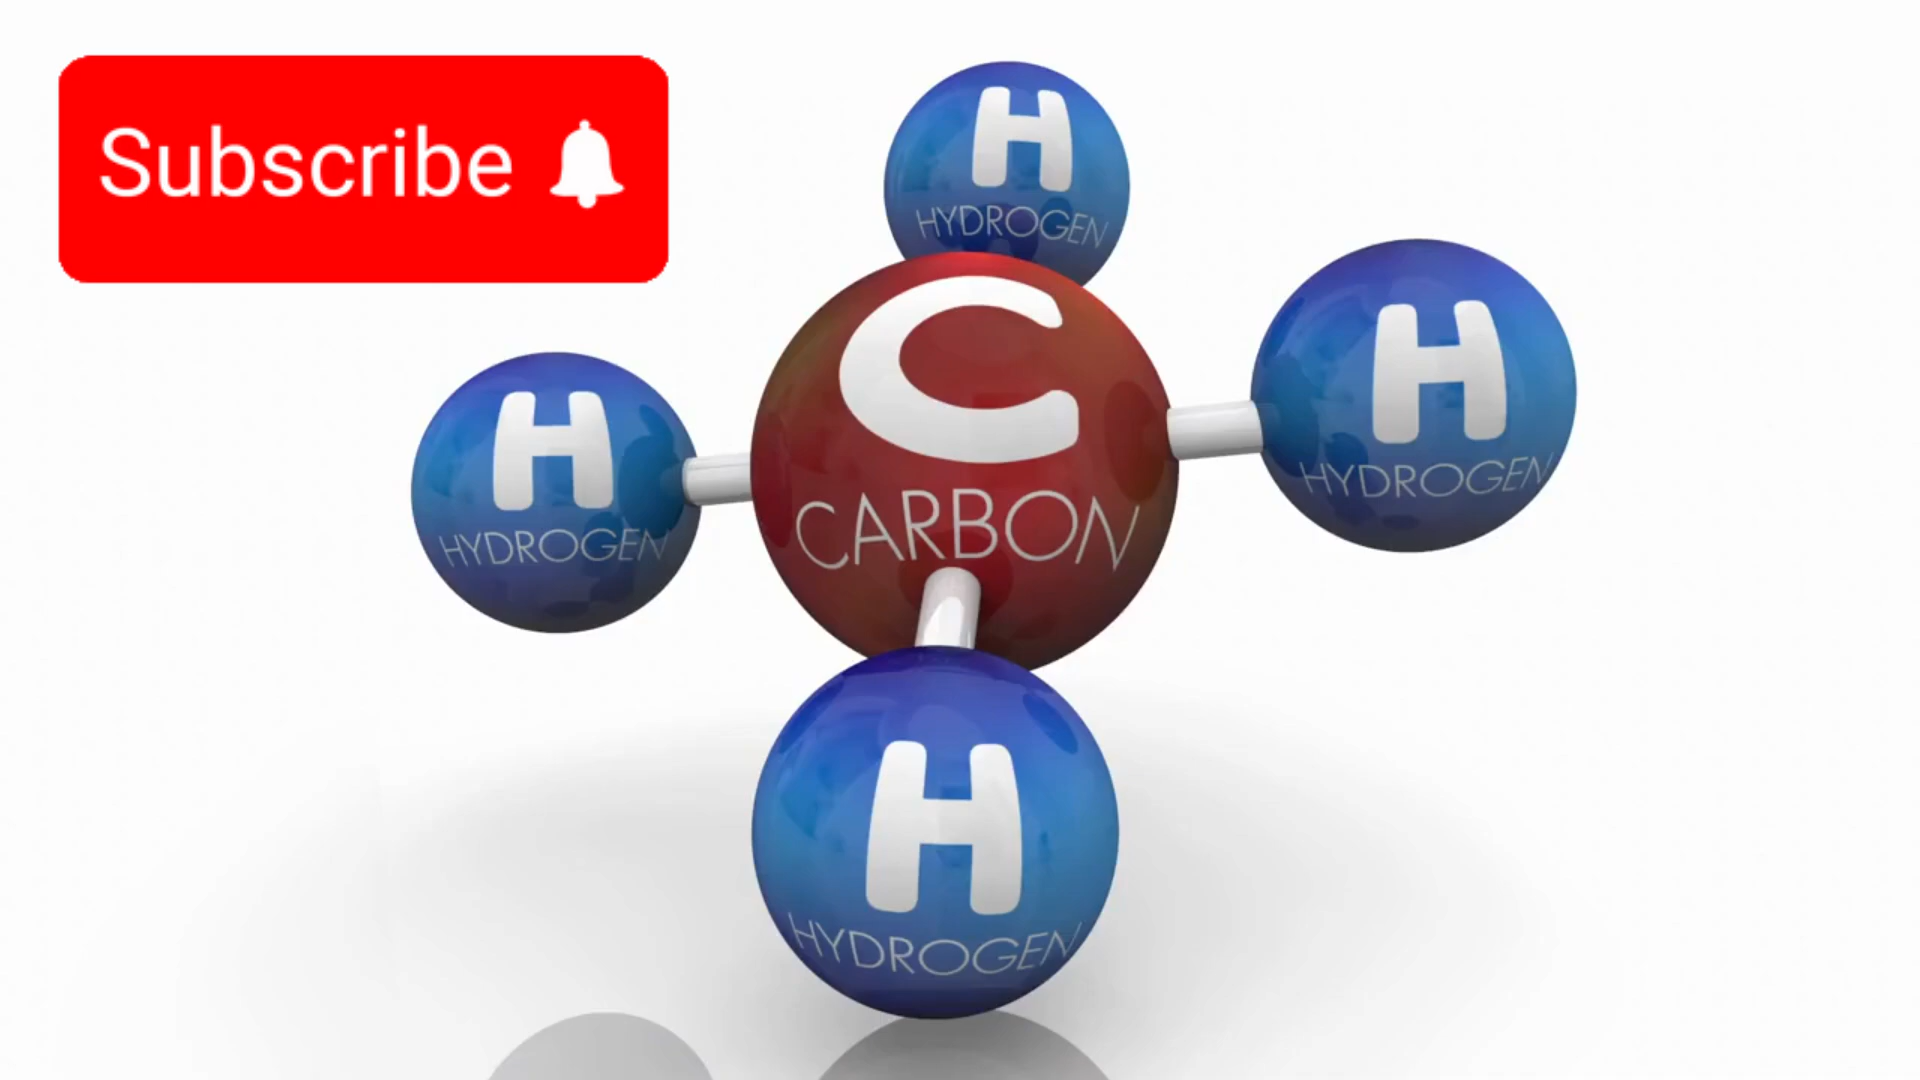 Subscribe
H
HYDROGEN
C
CARBON
H
HYDROGEN
H
HYDROGEN
H
HYDROGEN